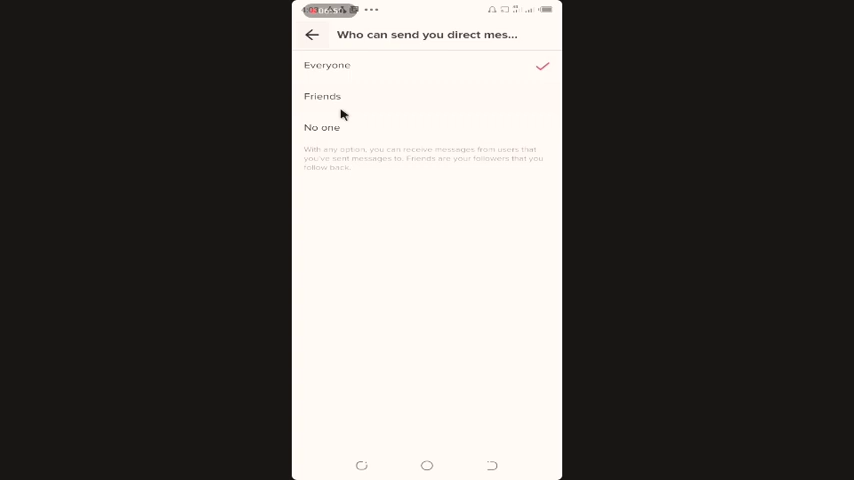 Who can send you direct mes...
Everyone
Friends
No one
With any option, you can receive messages from users that
you've sent messages to. Friends are your followers that you
follow back.